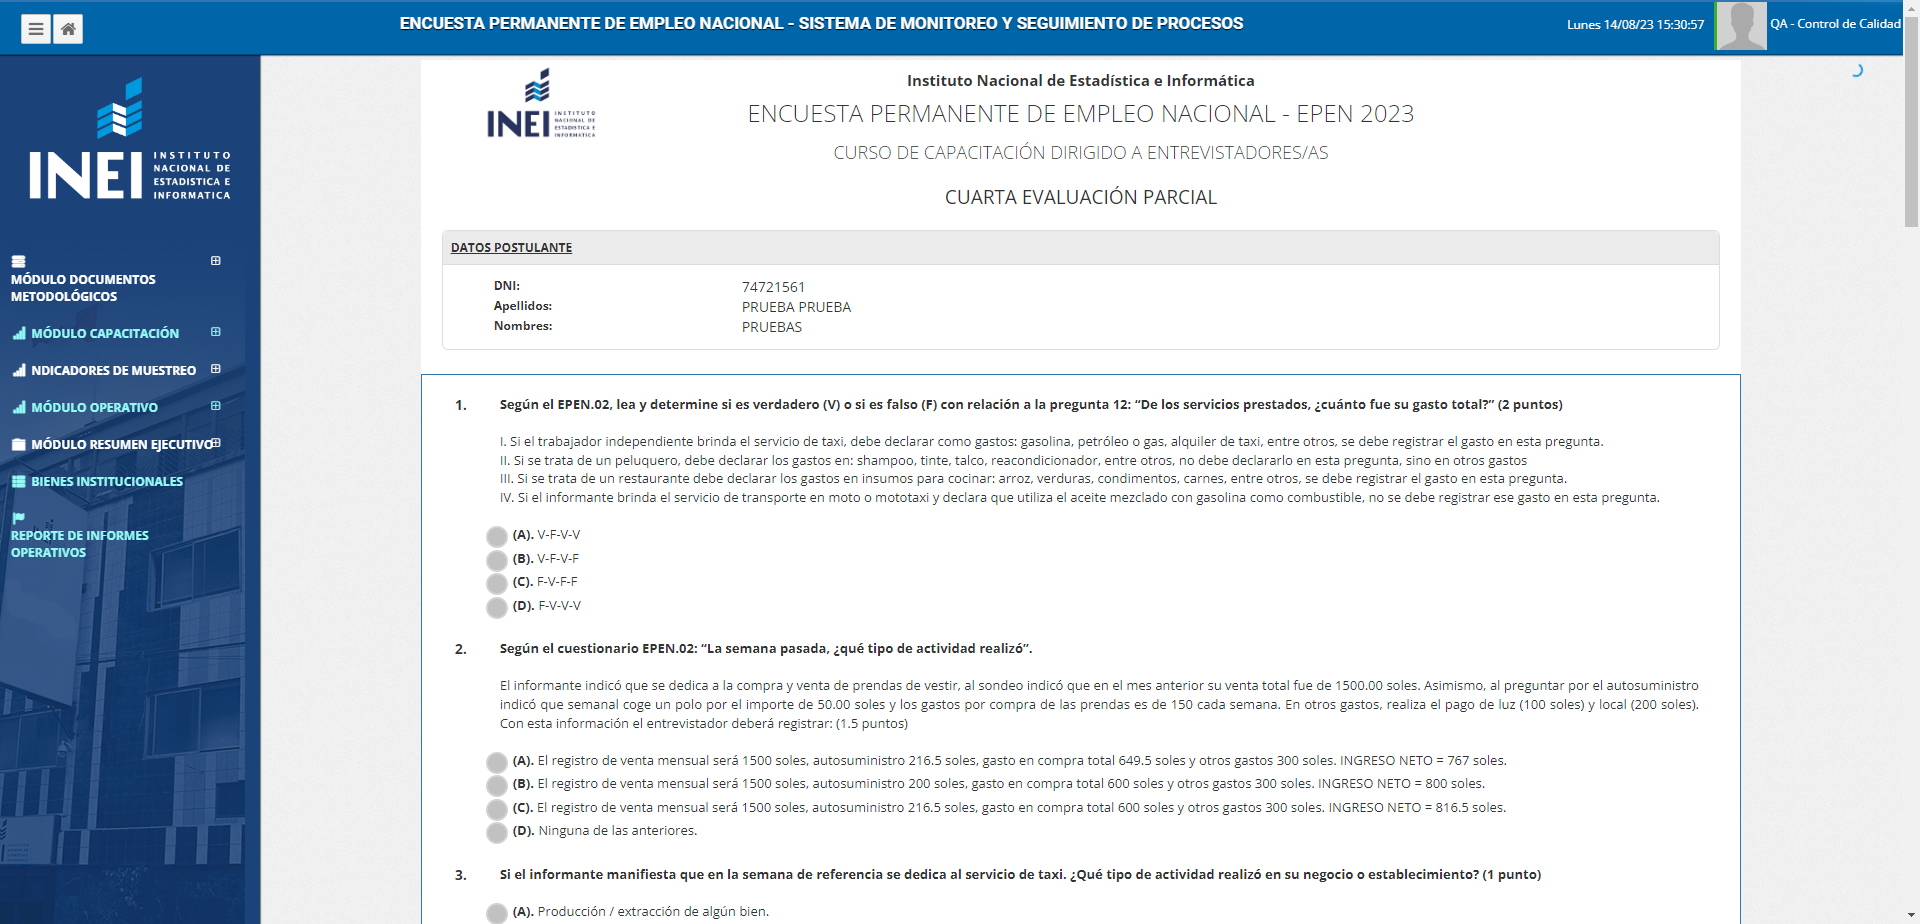 ENCUESTA PERMANENTE DE EMPLEO NACIONAL - SISTEMA DE MONITOREO Y SEGUIMIENTO DE PROCESOS
Lunes 14/08/23 15:30:57
QA - Control de Calidad
INEI
INSTITUTO
NACIONAL DE
ESTADISTICA E
INFORMATICA
MÓDULO DOCUMENTOS
METODOLÓGICOS
MÓDULO CAPACITACIÓN
NDICADORES DE MUESTREO
MÓDULO OPERATIVO
MÓDULO RESUMEN EJECUTIVO
BIENES INSTITUCIONALES
REPORTE DE INFORMES
OPERATIVOS
INEI
INSTITUTO
NACIONAL DE
ESTADISTICA E
INFORMATICA
Instituto Nacional de Estadística e Informática
ENCUESTA PERMANENTE DE EMPLEO NACIONAL - EPEN 2023
CURSO DE CAPACITACIÓN DIRIGIDO A ENTREVISTADORES/AS
CUARTA EVALUACIÓN PARCIAL
DATOS POSTULANTE
DNI: 74721561
Apellidos: PRUEBA PRUEBA
Nombres: PRUEBAS
1. Según el EPEN.02, lea y determine si es verdadero (V) o si es falso (F) con relación a la pregunta 12: “De los servicios prestados, ¿cuánto fue su gasto total?” (2 puntos)
I. Si el trabajador independiente brinda el servicio de taxi, debe declarar como gastos: gasolina, petróleo o gas, alquiler de taxi, entre otros, se debe registrar el gasto en esta pregunta.
II. Si se trata de un peluquero, debe declarar los gastos en: shampoo, tinte, talco, reacondicionador, entre otros, no debe declararlo en esta pregunta, sino en otros gastos
III. Si se trata de un restaurante debe declarar los gastos en insumos para cocinar: arroz, verduras, condimentos, carnes, entre otros, se debe registrar el gasto en esta pregunta.
IV. Si el informante brinda el servicio de transporte en moto o mototaxi y declara que utiliza el aceite mezclado con gasolina como combustible, no se debe registrar ese gasto en esta pregunta.
(A). V-F-V-V
(B). V-F-V-F
(C). F-V-F-F
(D). F-V-V-V
2. Según el cuestionario EPEN.02: “La semana pasada, ¿qué tipo de actividad realizó”.
El informante indicó que se dedica a la compra y venta de prendas de vestir, al sondeo indicó que en el mes anterior su venta total fue de 1500.00 soles. Asimismo, al preguntar por el autosuministro
indicó que semanal coge un polo por el importe de 50.00 soles y los gastos por compra de las prendas es de 150 cada semana. En otros gastos, realiza el pago de luz (100 soles) y local (200 soles).
Con esta información el entrevistador deberá registrar: (1.5 puntos)
(A). El registro de venta mensual será 1500 soles, autosuministro 216.5 soles, gasto en compra total 649.5 soles y otros gastos 300 soles. INGRESO NETO = 767 soles.
(B). El registro de venta mensual será 1500 soles, autosuministro 200 soles, gasto en compra total 600 soles y otros gastos 300 soles. INGRESO NETO = 800 soles.
(C). El registro de venta mensual será 1500 soles, autosuministro 216.5 soles, gasto en compra total 600 soles y otros gastos 300 soles. INGRESO NETO = 816.5 soles.
(D). Ninguna de las anteriores.
3. Si el informante manifiesta que en la semana de referencia se dedica al servicio de taxi. ¿Qué tipo de actividad realizó en su negocio o establecimiento? (1 punto)
(A). Producción / extracción de algún bien.